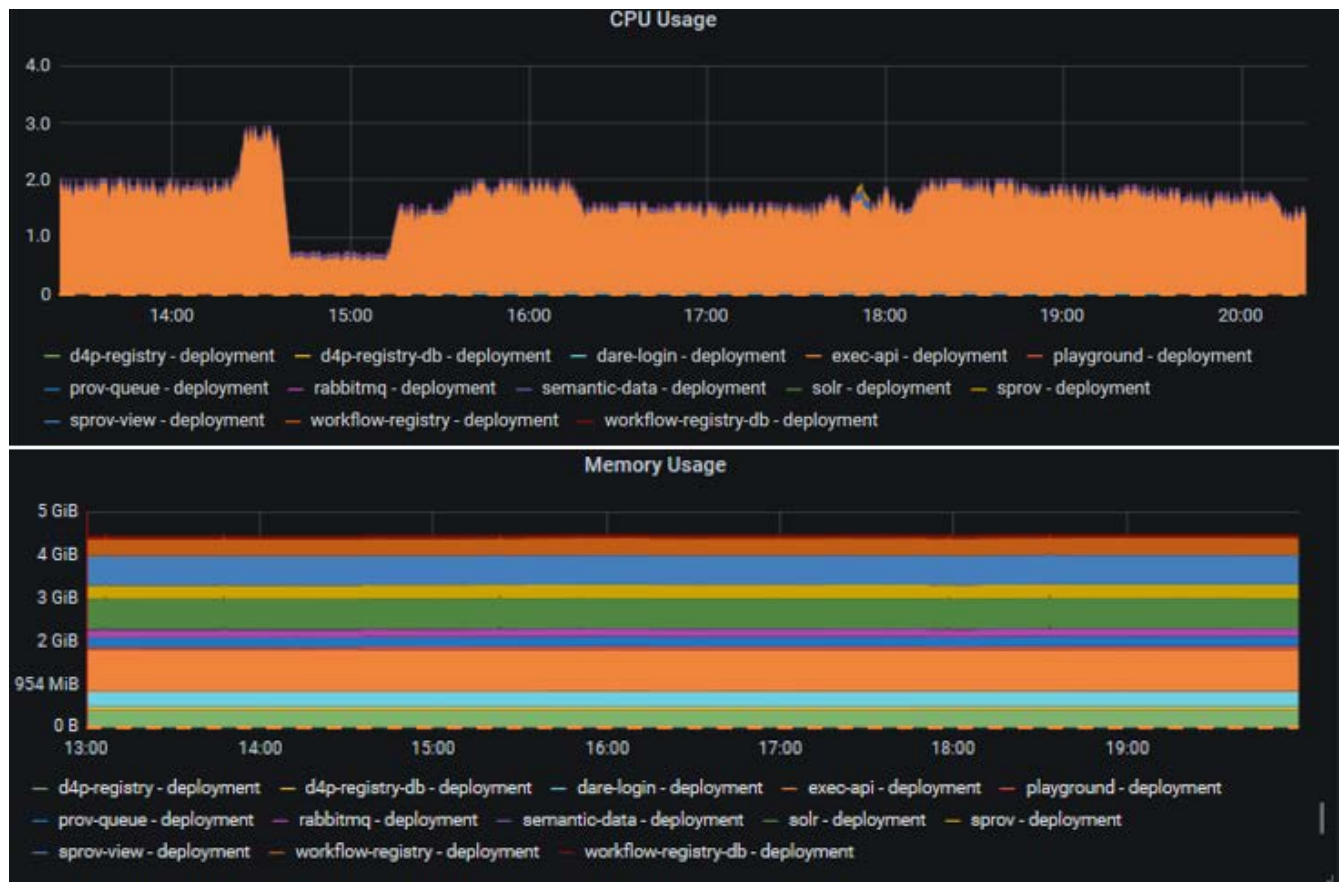 CPU Usage
4.0
3.0
2.0
1.0
0
14:00 15:00 16:00 17:00 18:00 19:00 20:00
d4p-registry - deployment d4p-registry-db - deployment dare-login - deployment exec-api - deployment playground - deployment
prov-queue - deployment rabbitmq - deployment semantic-data - deployment solr - deployment sprov - deployment
sprov-view - deployment workflow-registry - deployment workflow-registry-db - deployment
Memory Usage
5 GiB
4 GiB
3 GiB
2 GiB
954 MiB
0 B
13:00 14:00 15:00 16:00 17:00 18:00 19:00
d4p-registry - deployment d4p-registry-db - deployment dare-login - deployment exec-api - deployment playground - deployment
prov-queue - deployment rabbitmq - deployment semantic-data - deployment solr - deployment sprov - deployment
sprov-view - deployment workflow-registry - deployment workflow-registry-db - deployment